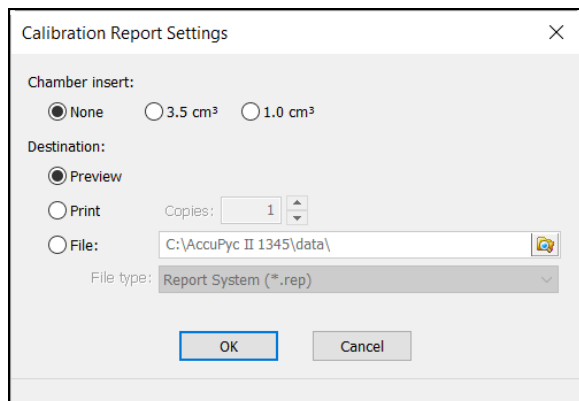 Calibration Report Settings
Chamber insert:
None 3.5 cm³ 1.0 cm³
Destination:
Preview
Print Copies: 1
File: C:\AccuPyc II 1345\data\
File type: Report System (*.rep)
OK Cancel